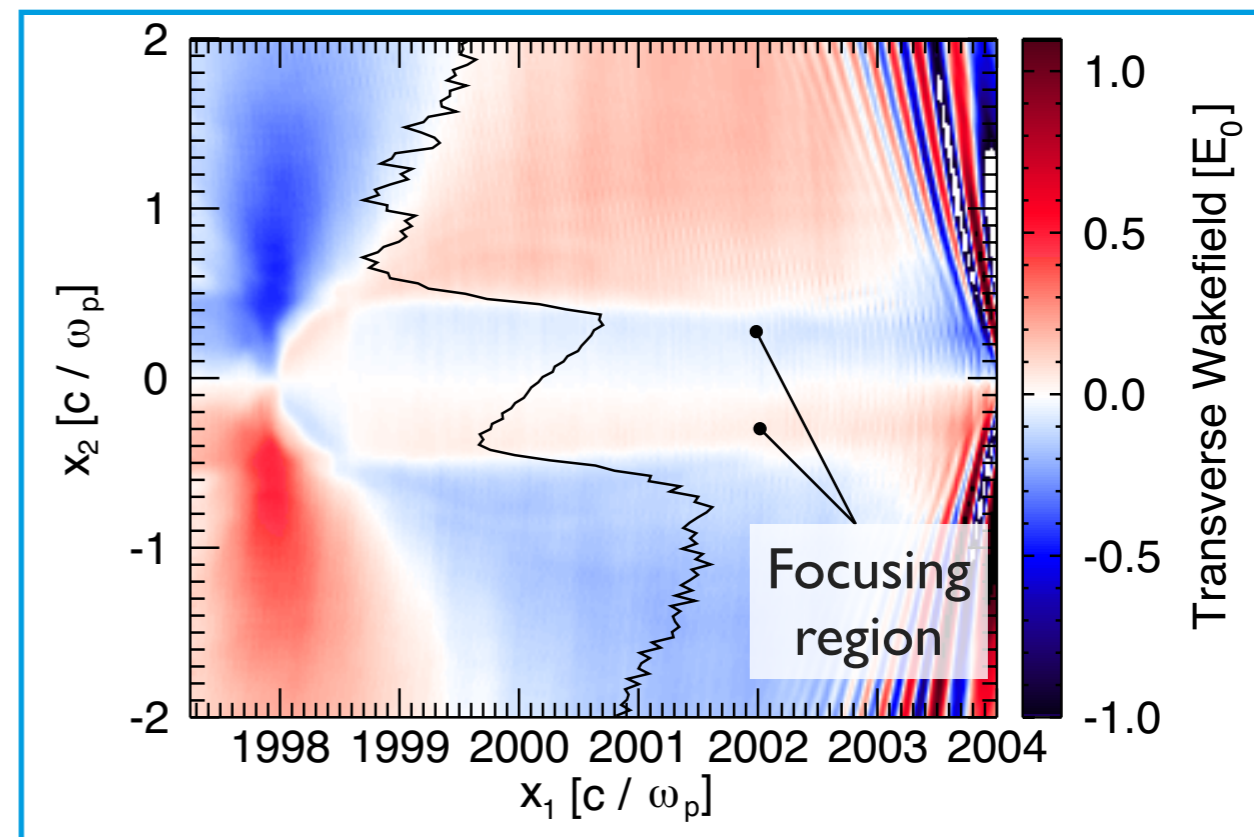 2
1
0
-1
-2
x₂ [c / ωₚ]
1998 1999 2000 2001 2002 2003 2004
x₁ [c / ωₚ]
Focusing
region
1.0
0.5
0.0
-0.5
-1.0
Transverse Wakefield [E₀]